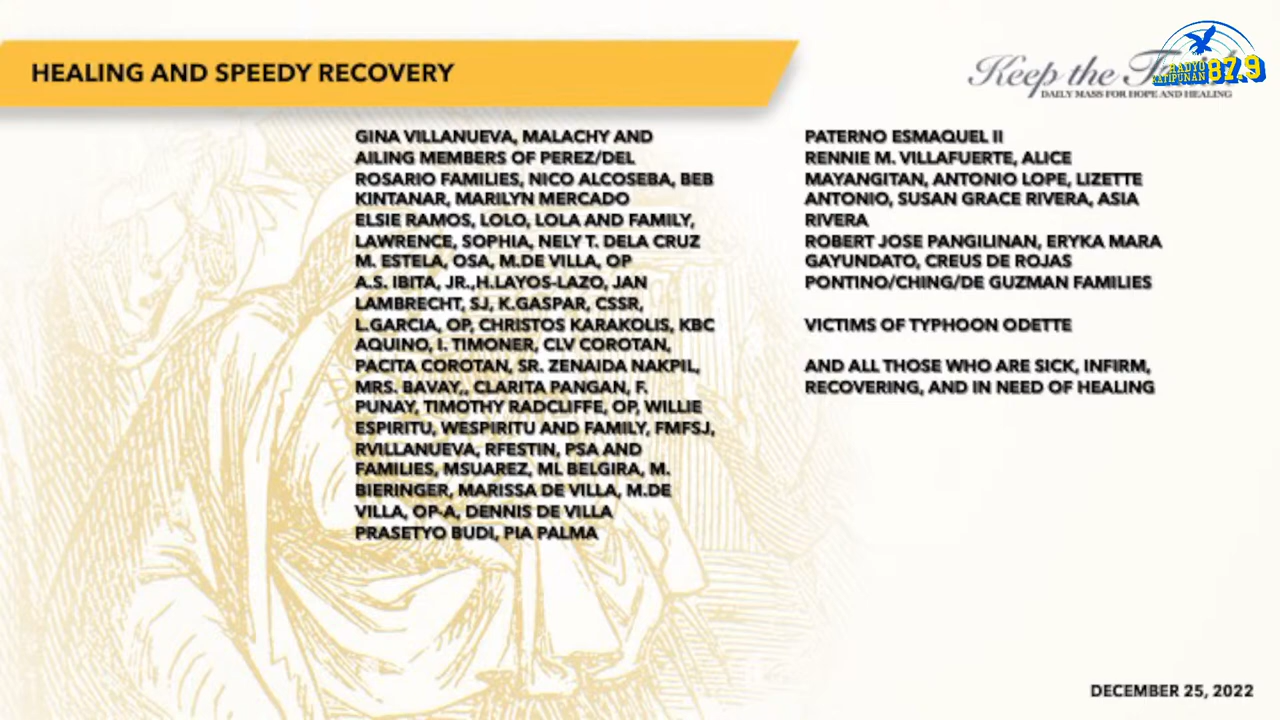 HEALING AND SPEEDY RECOVERY
Keep the
DAILY MASS FOR HOPE AND HEALING
RADYO
KATIPUNAN 87.9
GINA VILLANUEVA, MALACHY AND
AILING MEMBERS OF PEREZ/DEL
ROSARIO FAMILIES, NICO ALCOSEBA, BEB
KINTANAR, MARILYN MERCADO
ELSIE RAMOS, LOLO, LOLA AND FAMILY,
LAWRENCE, SOPHIA, NELY T. DELA CRUZ
M. ESTELA, OSA, M.DE VILLA, OP
A.S. IBITA, JR.,H.LAYOS-LAZO, JAN
LAMBRECHT, SJ, K.GASPAR, CSSR,
L.GARCIA, OP, CHRISTOS KARAKOLIS, KBC
AQUINO, I. TIMONER, CLV COROTAN,
PACITA COROTAN, SR. ZENAIDA NAKPIL,
MRS. BAVAY,, CLARITA PANGAN, F.
PUNAY, TIMOTHY RADCLIFFE, OP, WILLIE
ESPIRITU, WESPIRITU AND FAMILY, FMFSJ,
RVILLANUEVA, RFESTIN, PSA AND
FAMILIES, MSUAREZ, ML BELGIRA, M.
BIERINGER, MARISSA DE VILLA, M.DE
VILLA, OP-A, DENNIS DE VILLA
PRASETYO BUDI, PIA PALMA
PATERNO ESMAQUEL II
RENNIE M. VILLAFUERTE, ALICE
MAYANGITAN, ANTONIO LOPE, LIZETTE
ANTONIO, SUSAN GRACE RIVERA, ASIA
RIVERA
ROBERT JOSE PANGILINAN, ERYKA MARA
GAYUNDATO, CREUS DE ROJAS
PONTINO/CHING/DE GUZMAN FAMILIES
VICTIMS OF TYPHOON ODETTE
AND ALL THOSE WHO ARE SICK, INFIRM,
RECOVERING, AND IN NEED OF HEALING
DECEMBER 25, 2022